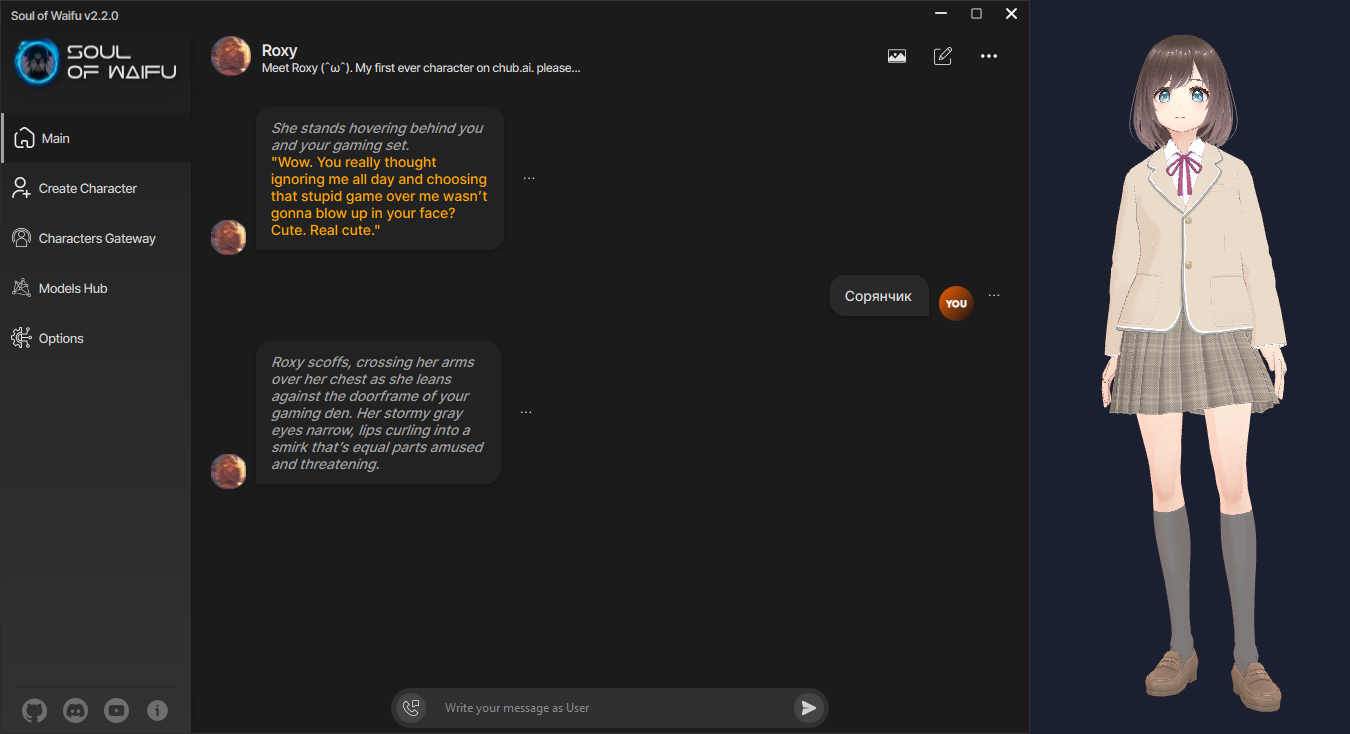 Soul of Waifu v2.2.0
SOUL
OF WAIFU
Main
Create Character
Characters Gateway
Models Hub
Options
Roxy
Meet Roxy (ˆωˆ). My first ever character on chub.ai. please...
She stands hovering behind you
and your gaming set.
"Wow. You really thought
ignoring me all day and choosing
that stupid game over me wasn’t
gonna blow up in your face?
Cute. Real cute."
Сорянчик
YOU
Roxy scoffs, crossing her arms
over her chest as she leans
against the doorframe of your
gaming den. Her stormy gray
eyes narrow, lips curling into a
smirk that’s equal parts amused
and threatening.
Write your message as User